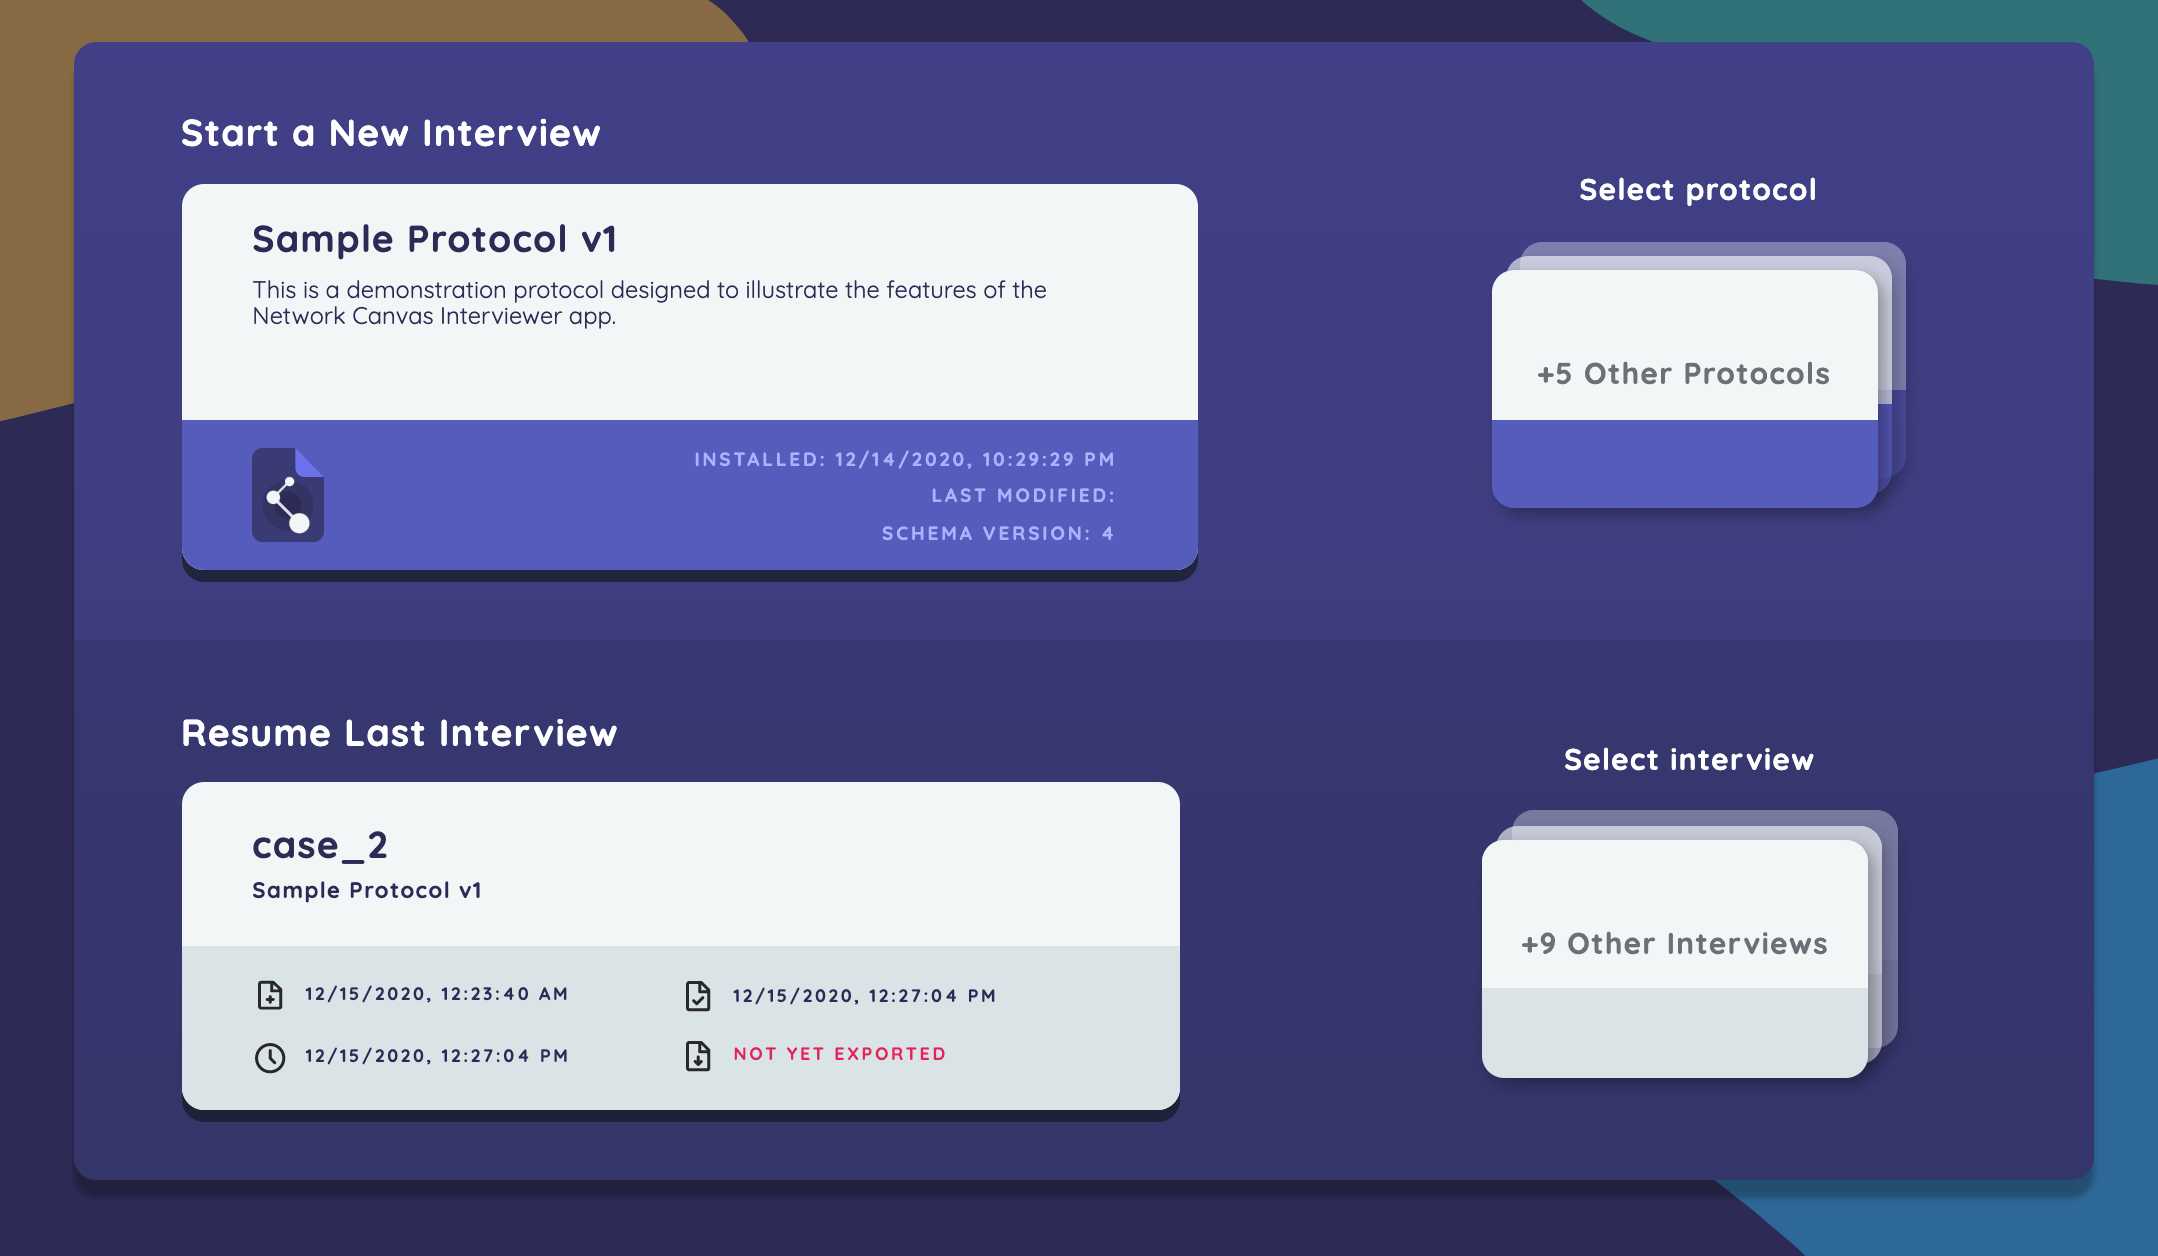 Start a New Interview
Sample Protocol v1
This is a demonstration protocol designed to illustrate the features of the
Network Canvas Interviewer app.
INSTALLED: 12/14/2020, 10:29:29 PM
LAST MODIFIED:
SCHEMA VERSION: 4
Select protocol
+5 Other Protocols
Resume Last Interview
case_2
Sample Protocol v1
12/15/2020, 12:23:40 AM
12/15/2020, 12:27:04 PM
12/15/2020, 12:27:04 PM
NOT YET EXPORTED
Select interview
+9 Other Interviews